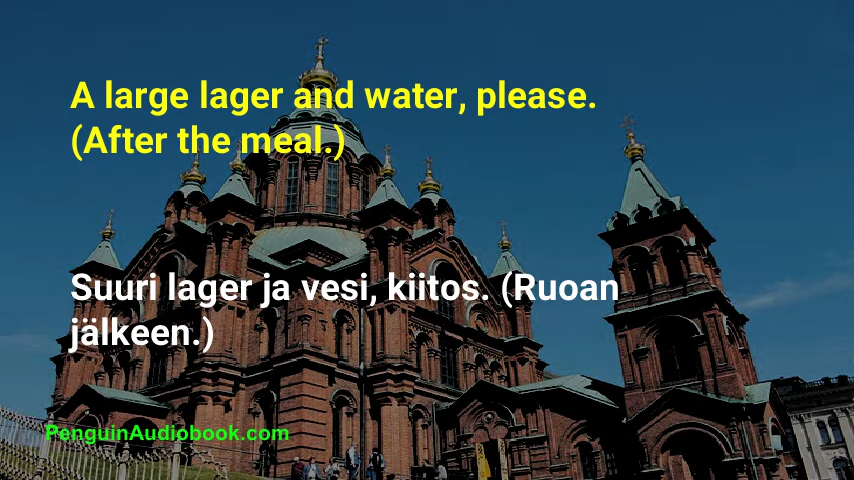 A large lager and water, please.
(After the meal.)
Suuri lager ja vesi, kiitos. (Ruoan
jälkeen.)
PenguinAudiobook.com